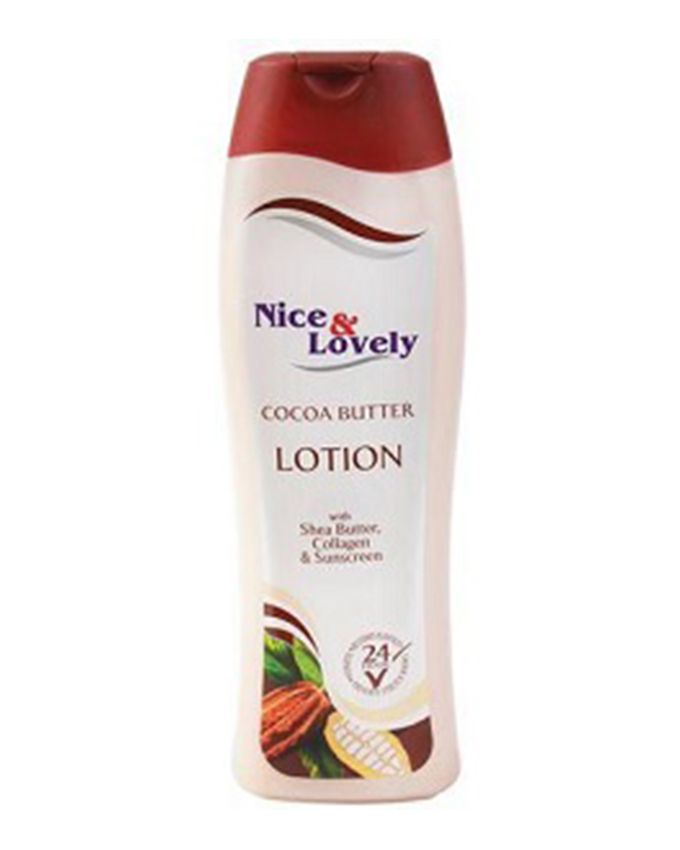 Nice &
Lovely
COCOA BUTTER
LOTION
with
Shea Butter,
Collagen
& Sunscreen
24